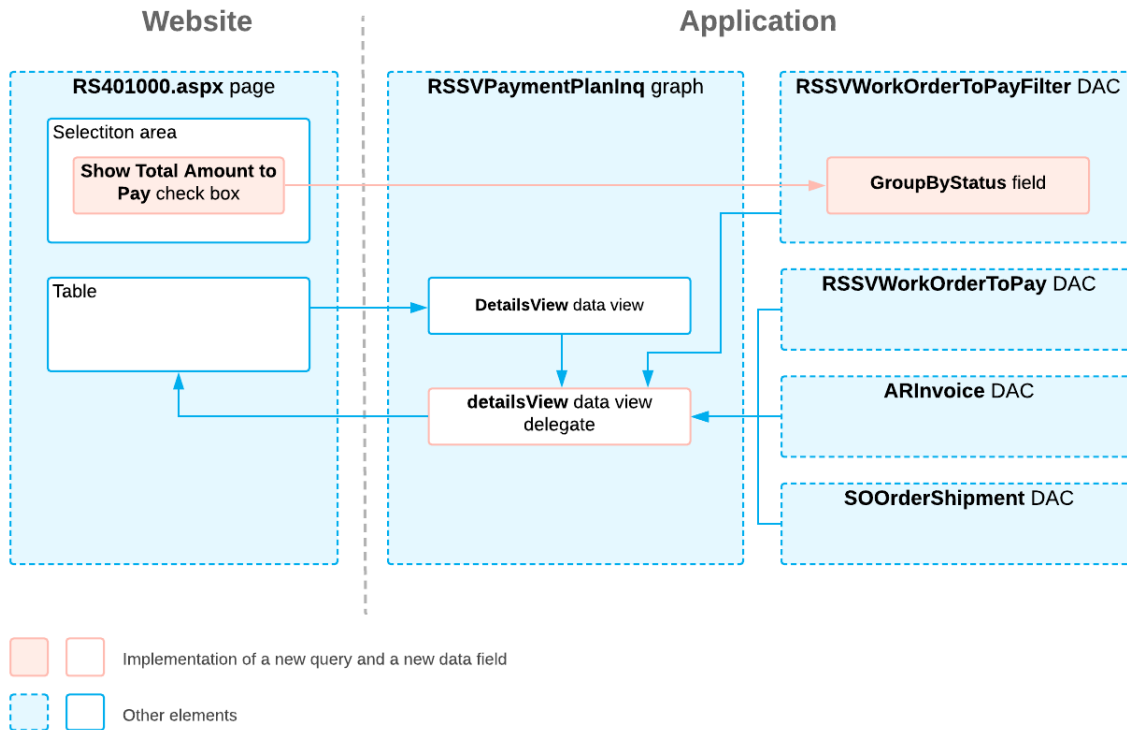 Website
Application
RS401000.aspx page
Selectiton area
Show Total Amount to
Pay check box
Table
RSSVPaymentPlanInq graph
DetailsView data view
detailsView data view
delegate
RSSVWorkOrderToPayFilter DAC
GroupByStatus field
RSSVWorkOrderToPay DAC
ARInvoice DAC
SOOrderShipment DAC
Implementation of a new query and a new data field
Other elements